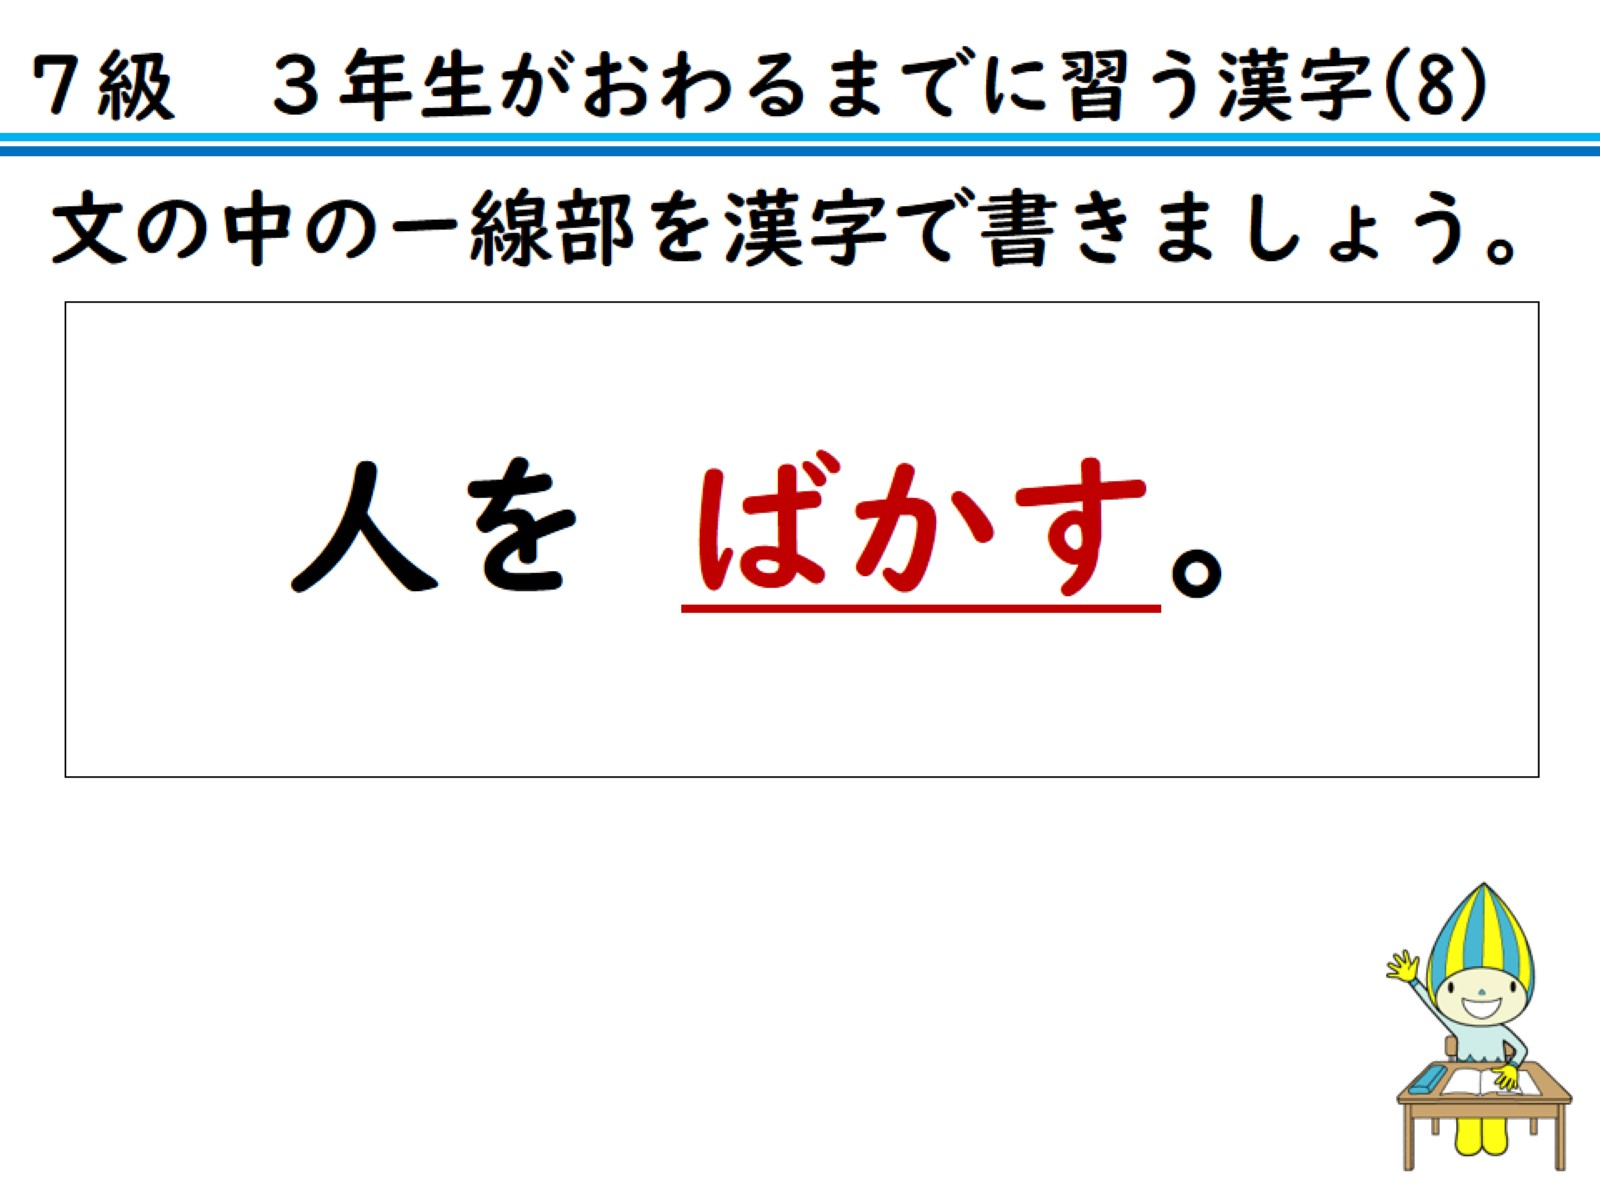 ７級　３年生がおわるまでに習う漢字(8)
文の中の一線部を漢字で書きましょう。
人を ばかす。